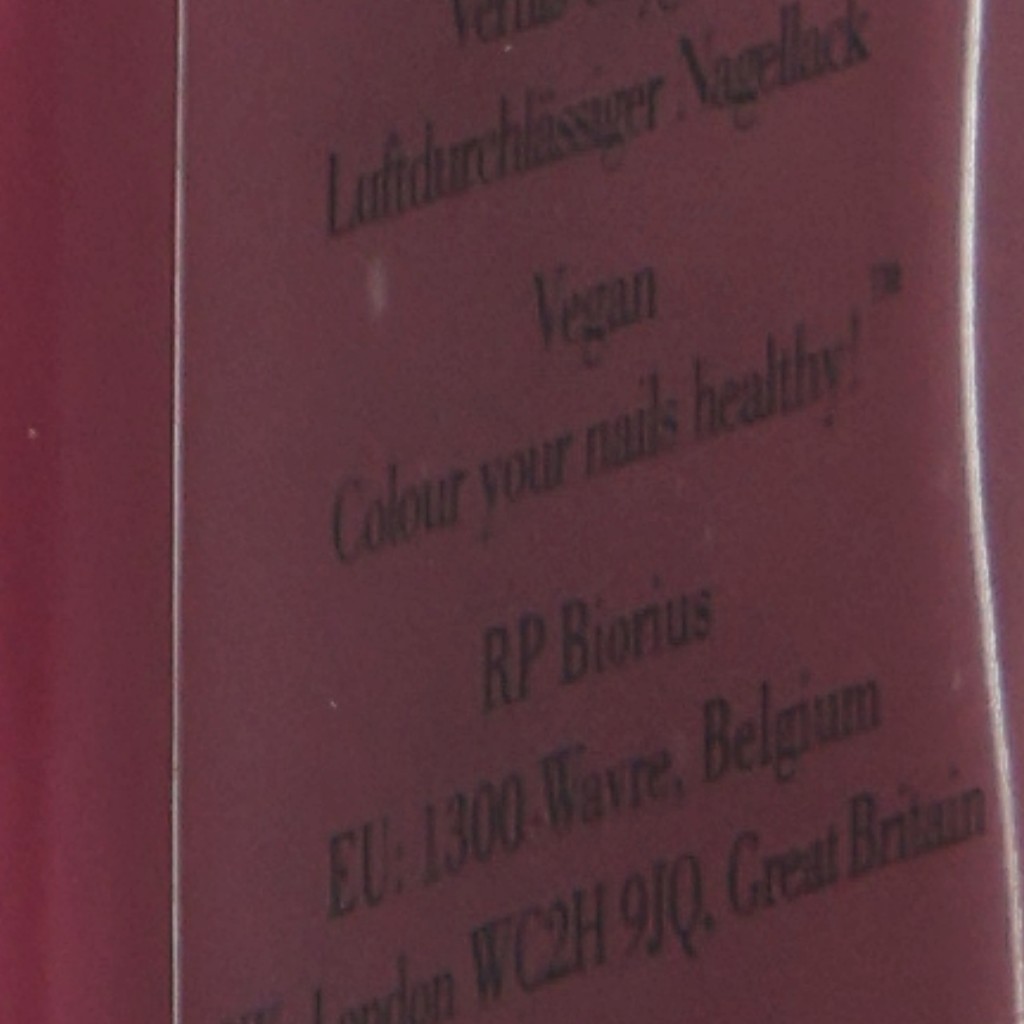 Luftdurchlässiger Nagellack
Vegan
Colour your nails healthy!™
RP Biorius
EU: 1300 Wavre, Belgium
London WC2H 9JQ, Great Britain